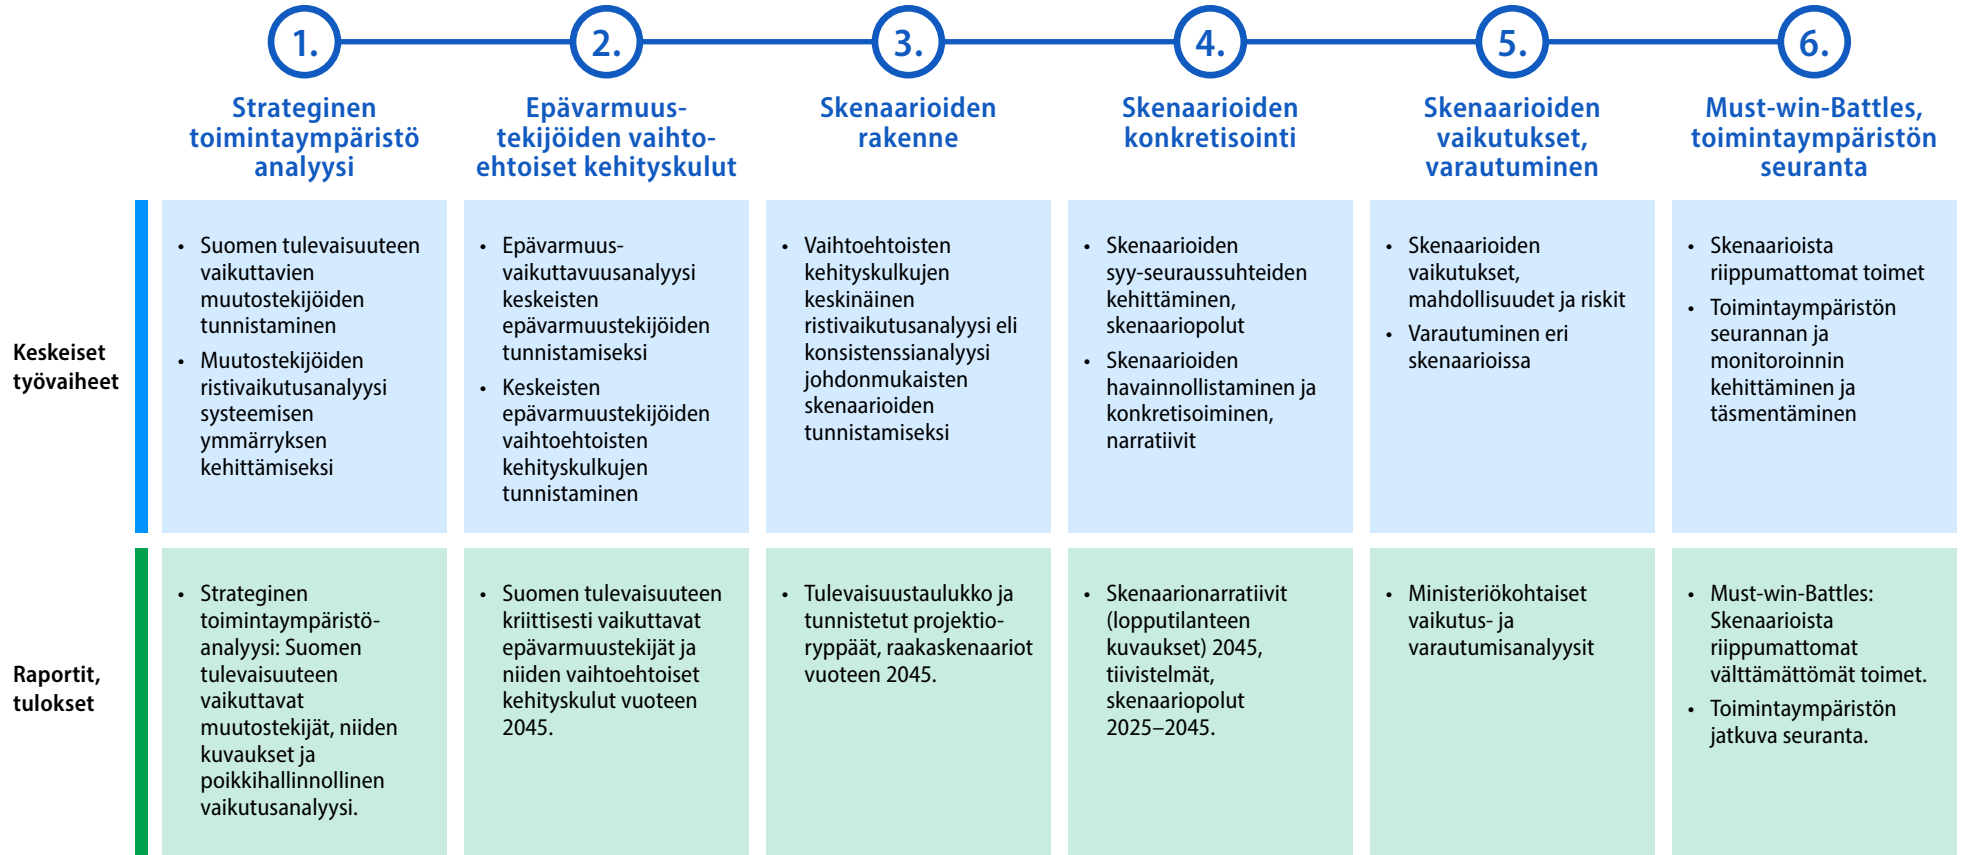 1.
2.
3.
4.
5.
6.
Strateginen
toimintaympäristö
analyysi
Epävarmuus-
tekijöiden vaihto-
ehtoiset kehityskulut
Skenaarioiden
rakenne
Skenaarioiden
konkretisointi
Skenaarioiden
vaikutukset,
varautuminen
Must-win-Battles,
toimintaympäristön
seuranta
Keskeiset
työvaiheet
• Suomen tulevaisuuteen
vaikuttavien
muutostekijöiden
tunnistaminen
• Muutostekijöiden
ristivaikutusanalyysi
systeemisen
ymmärryksen
kehittämiseksi
• Epävarmuus-
vaikuttavuusanalyysi
keskeisten
epävarmuustekijöiden
tunnistamiseksi
• Keskeisten
epävarmuustekijöiden
vaihtoehtoisten
kehityskulkujen
tunnistaminen
• Vaihtoehtoisten
kehityskulkujen
keskinäinen
ristivaikutusanalyysi eli
konsistenssianalyysi
johdonmukaisten
skenaarioiden
tunnistamiseksi
• Skenaarioiden
syy-seuraussuhteiden
kehittäminen,
skenaariopolut
• Skenaarioiden
havainnollistaminen ja
konkretisoiminen,
narratiivit
• Skenaarioiden
vaikutukset,
mahdollisuudet ja riskit
• Varautuminen eri
skenaarioissa
• Skenaarioista
riippumattomat toimet
• Toimintaympäristön
seurannan ja
monitoroinnin
kehittäminen ja
täsmentäminen
Raportit,
tulokset
• Strateginen
toimintaympäristö-
analyysi: Suomen
tulevaisuuteen
vaikuttavat
muutostekijät, niiden
kuvaukset ja
poikkihallinnollinen
vaikutusanalyysi.
• Suomen tulevaisuuteen
kriittisesti vaikuttavat
epävarmuustekijät ja
niiden vaihtoehtoiset
kehityskulut vuoteen
2045.
• Tulevaisuustaulukko ja
tunnistetut projektio-
ryppäät, raakaskenaariot
vuoteen 2045.
• Skenaarionarratiivit
(lopputilanteen
kuvaukset) 2045,
tiivistelmät,
skenaariopolut
2025–2045.
• Ministeriökohtaiset
vaikutus- ja
varautumisanalyysit
• Must-win-Battles:
Skenaarioista
riippumattomat
välttämättömät toimet.
• Toimintaympäristön
jatkuva seuranta.